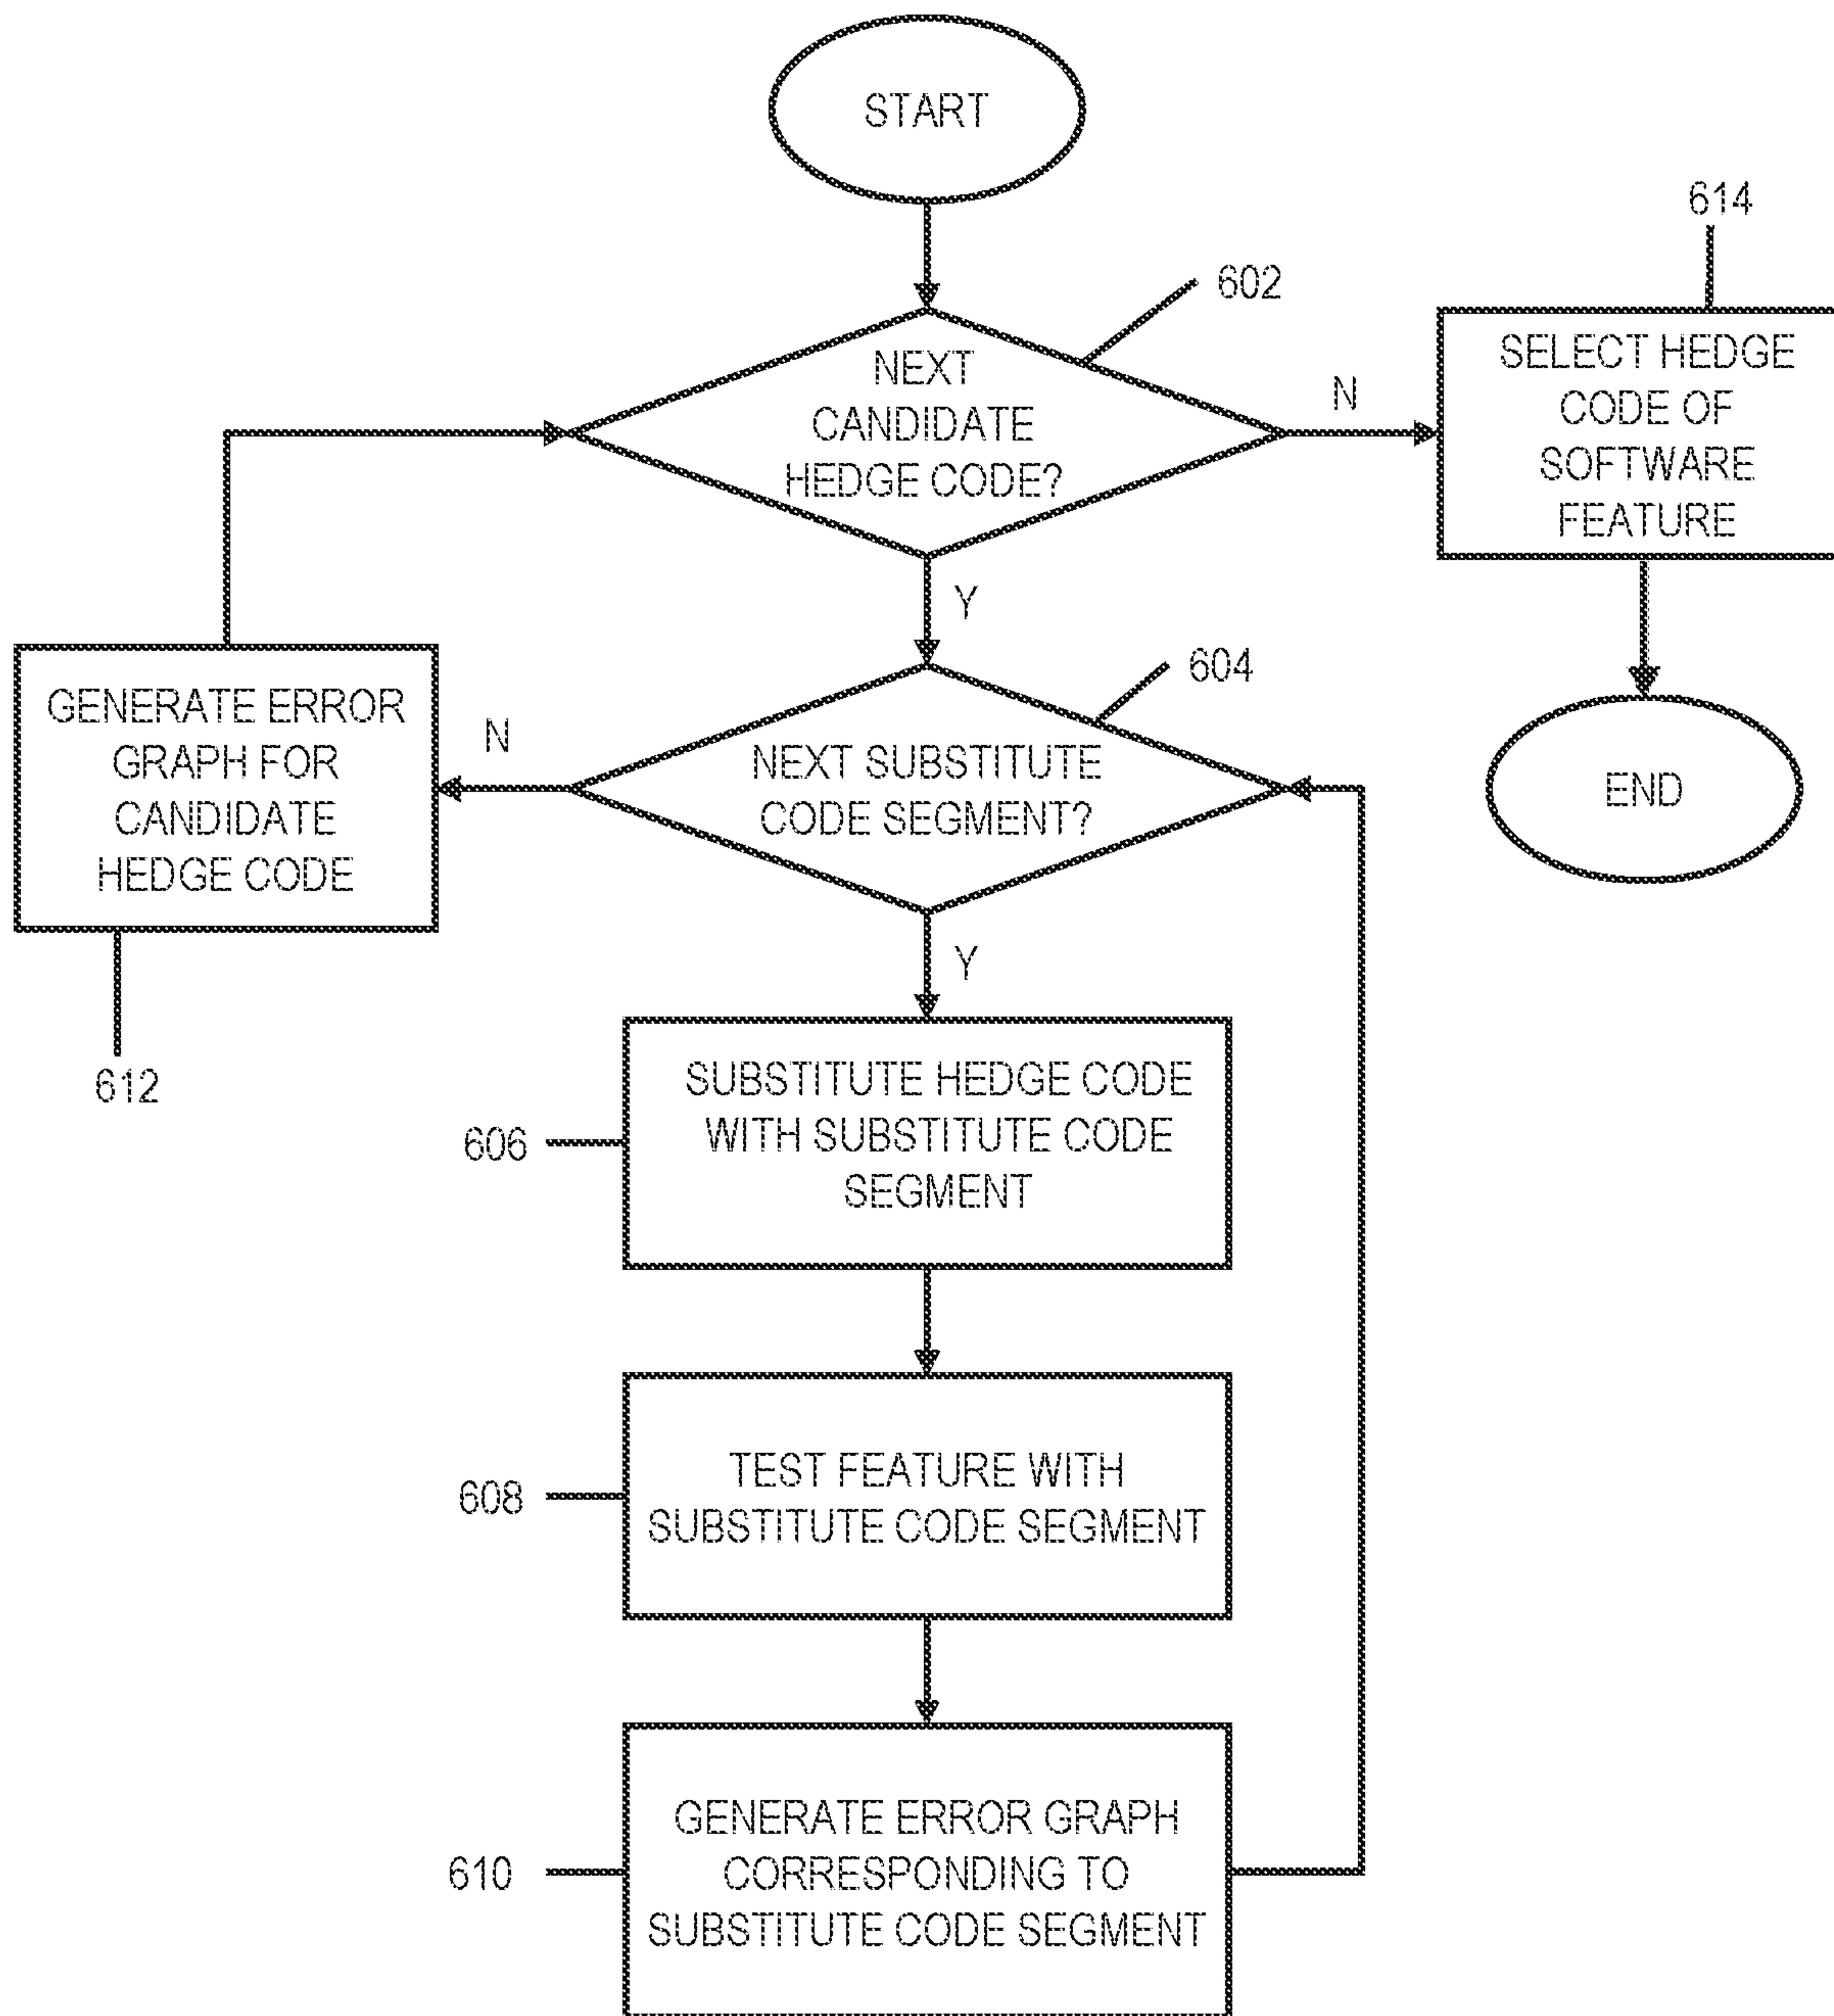 START
614
602
NEXT
CANDIDATE
HEDGE CODE?
N
SELECT HEDGE
CODE OF
SOFTWARE
FEATURE
Y
604
GENERATE ERROR
GRAPH FOR
CANDIDATE
HEDGE CODE
N
NEXT SUBSTITUTE
CODE SEGMENT?
END
Y
612
606
SUBSTITUTE HEDGE CODE
WITH SUBSTITUTE CODE
SEGMENT
608
TEST FEATURE WITH
SUBSTITUTE CODE SEGMENT
610
GENERATE ERROR GRAPH
CORRESPONDING TO
SUBSTITUTE CODE SEGMENT